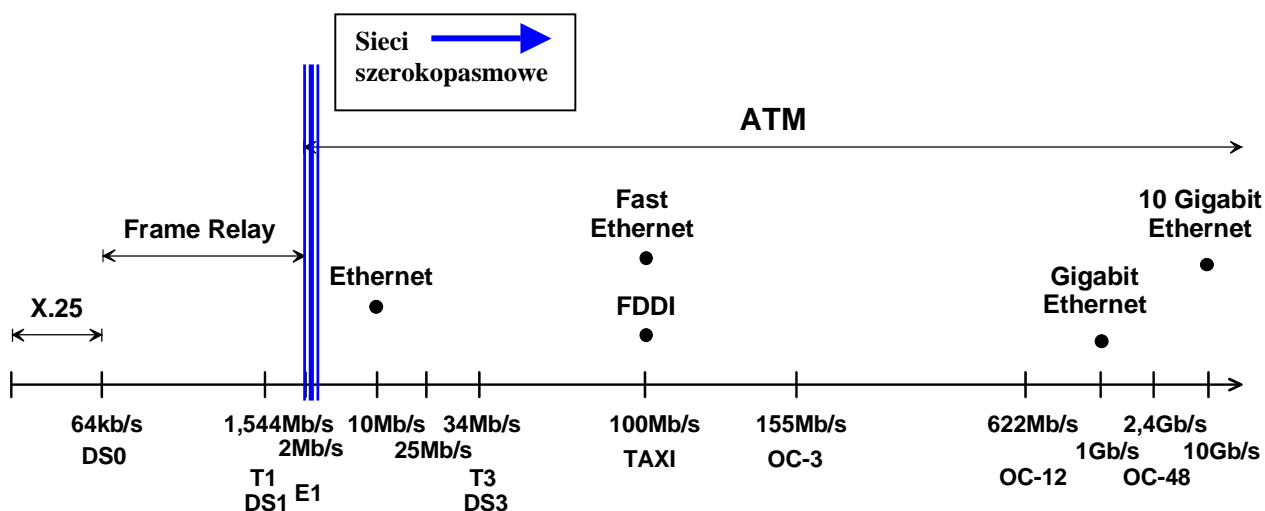 Sieci
szerokopasmowe
ATM
Fast
Ethernet
10 Gigabit
Ethernet
Frame Relay
Ethernet
Gigabit
Ethernet
X.25
FDDI
64kb/s
1,544Mb/s
2Mb/s
10Mb/s
25Mb/s
34Mb/s
100Mb/s
155Mb/s
622Mb/s
1Gb/s
2,4Gb/s
10Gb/s
DS0
T1
DS1
E1
T3
DS3
TAXI
OC-3
OC-12
OC-48